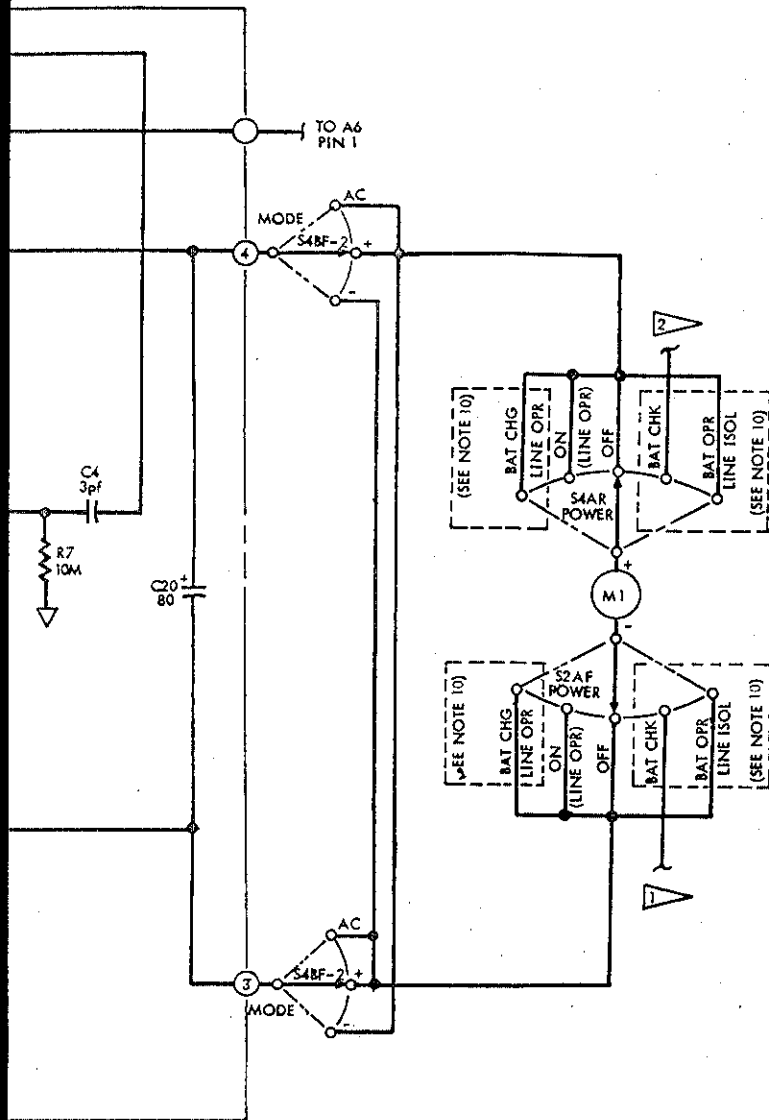 TO A6
PIN 1
AC
MODE
S4BF-2
+
4
-
2
(SEE NOTE 10)
BAT CHG
LINE OPR
ON
(LINE OPR)
OFF
BAT CHK
BAT OPR
LINE ISOL
(SEE NOTE 10)
S4AR
POWER
C4
3pf
R7
10M
C20
80
+
+
M1
-
S2AF
POWER
EE NOTE 10)
BAT CHG
LINE OPR
ON
(LINE OPR)
OFF
BAT CHK
BAT OPR
LINE ISOL
(SEE NOTE 10)
1
AC
S4BF-2
+
3
MODE
-